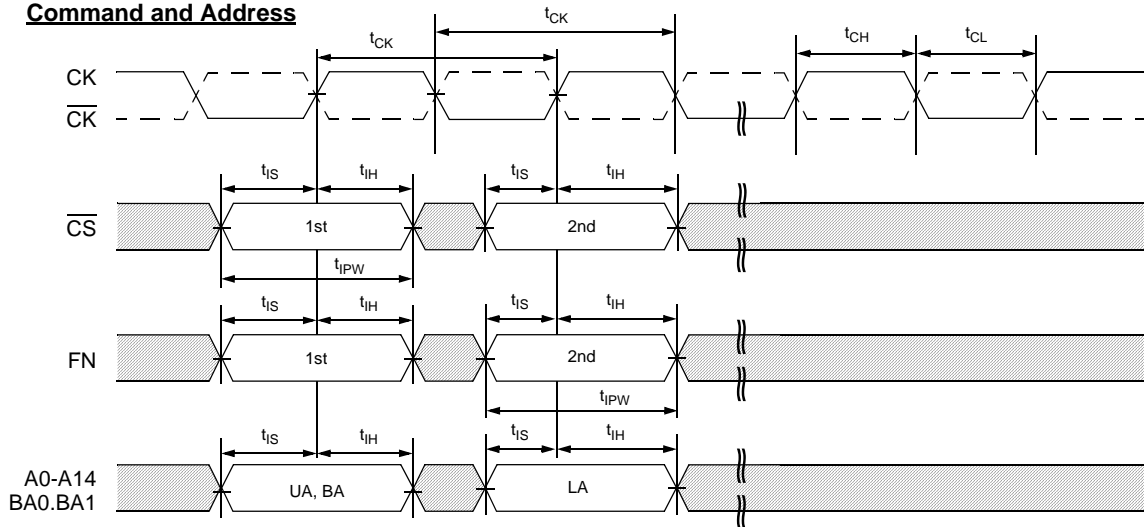 Command and Address
tCK
tCK
tCH
tCL
CK
CK
tIS
tIH
tIS
tIH
CS
1st
2nd
tIPW
tIS
tIH
tIS
tIH
FN
1st
2nd
tIPW
tIS
tIH
tIS
tIH
A0-A14
BA0.BA1
UA, BA
LA